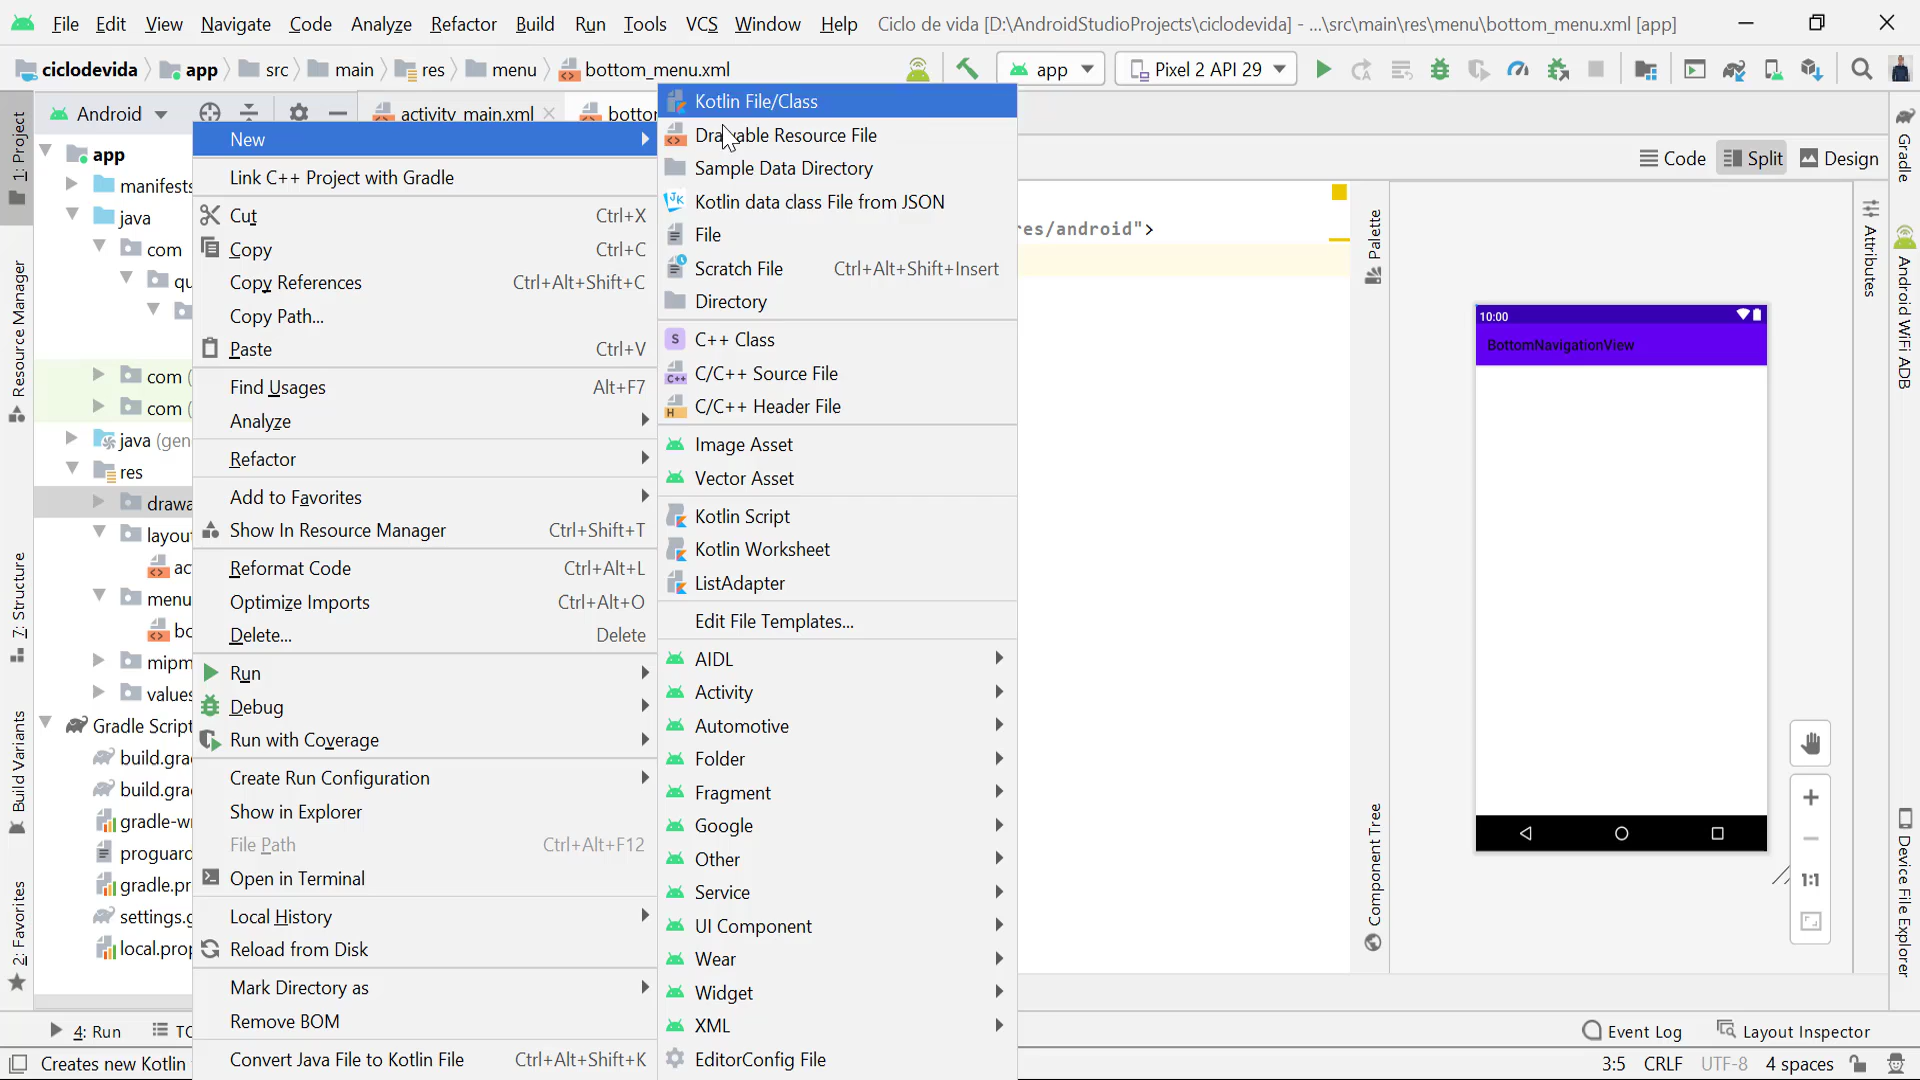 File Edit View Navigate Code Analyze Refactor Build Run Tools VCS Window Help Ciclo de vida [D:\AndroidStudioProjects\ciclodevida] - ...\src\main\res\menu\bottom_menu.xml [app]
ciclodevida app src main res menu bottom_menu.xml app Pixel 2 API 29
Android activity_main.xml
Code Split Design
1: Project
Resource Manager
7: Structure
Build Variants
2: Favorites
app
manifests
java
com
com (
com (
java (gen
res
layou
menu
mipm
values
Gradle Script
build.gra
build.gra
gradle-w
proguard
gradle.pr
settings.g
local.prop
New
Link C++ Project with Gradle
Cut Ctrl+X
Copy Ctrl+C
Copy References Ctrl+Alt+Shift+C
Copy Path...
Paste Ctrl+V
Find Usages Alt+F7
Analyze
Refactor
Add to Favorites
Show In Resource Manager Ctrl+Shift+T
Reformat Code Ctrl+Alt+L
Optimize Imports Ctrl+Alt+O
Delete... Delete
Run
Debug
Run with Coverage
Create Run Configuration
Show in Explorer
File Path Ctrl+Alt+F12
Open in Terminal
Local History
Reload from Disk
Mark Directory as
Remove BOM
Convert Java File to Kotlin File Ctrl+Alt+Shift+K
Kotlin File/Class
Drawable Resource File
Sample Data Directory
Kotlin data class File from JSON
File
Scratch File Ctrl+Alt+Shift+Insert
Directory
C++ Class
C/C++ Source File
C/C++ Header File
Image Asset
Vector Asset
Kotlin Script
Kotlin Worksheet
ListAdapter
Edit File Templates...
AIDL
Activity
Automotive
Folder
Fragment
Google
Other
Service
UI Component
Wear
Widget
XML
EditorConfig File
res/android">
Palette
Component Tree
10:00
BottomNavigationView
1:1
Attributes
Gradle
Android WiFi ADB
Device File Explorer
4: Run Event Log Layout Inspector
Creates new Kotlin 3:5 CRLF UTF-8 4 spaces